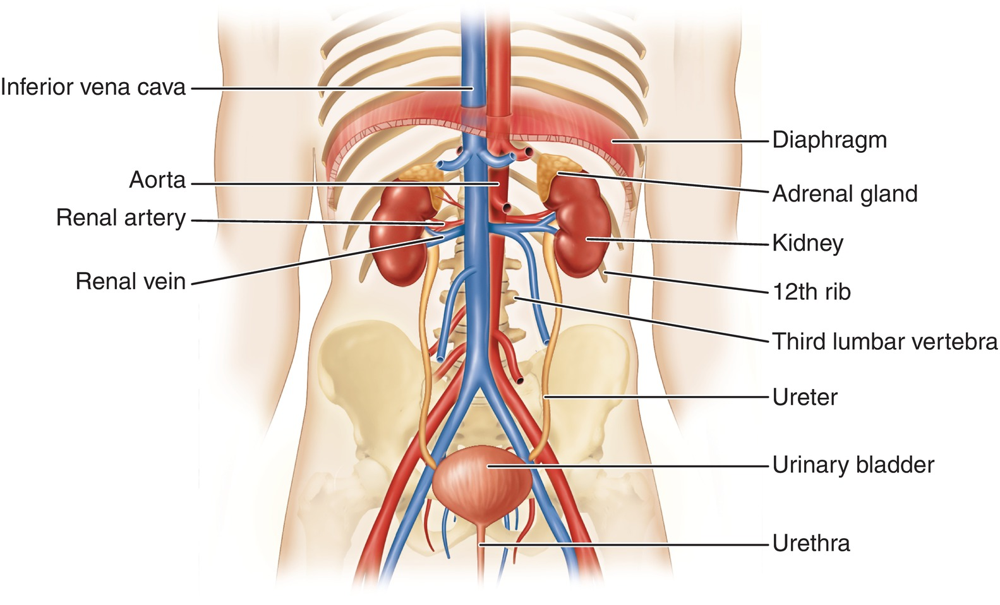 Inferior vena cava
Aorta
Renal artery
Renal vein
Diaphragm
Adrenal gland
Kidney
12th rib
Third lumbar vertebra
Ureter
Urinary bladder
Urethra